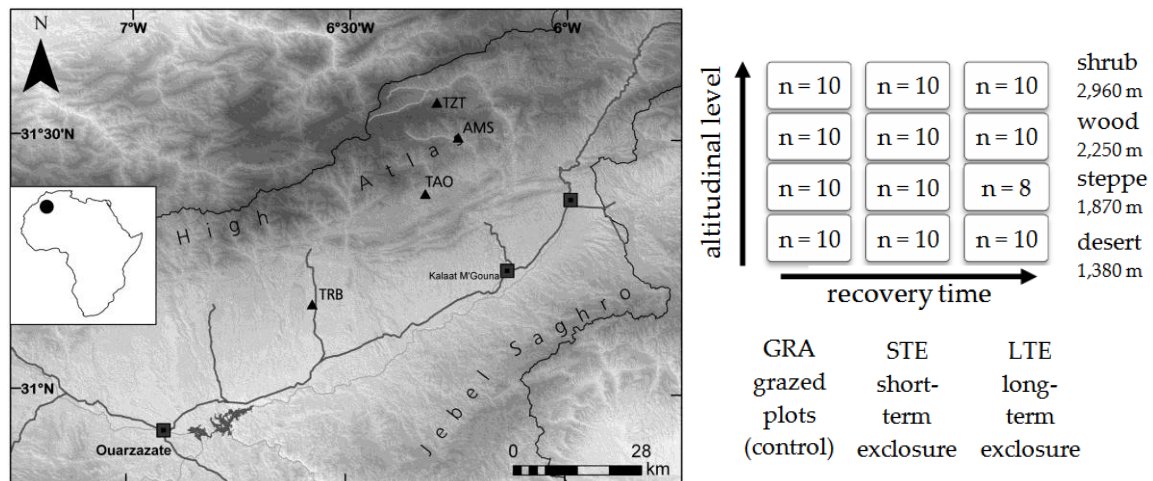 N
7°W
6°30'W
6°W
31°30'N
31°N
TZT
AMS
TAO
TRB
High Atlas
Kalaat M'Gouna
Jebel Saghro
Ouarzazate
0 28
km
altitudinal level
n = 10 n = 10 n = 10
n = 10 n = 10 n = 10
n = 10 n = 10 n = 8
n = 10 n = 10 n = 10
shrub
2,960 m
wood
2,250 m
steppe
1,870 m
desert
1,380 m
recovery time
GRA
grazed
plots
(control)
STE
short-
term
exclosure
LTE
long-
term
exclosure